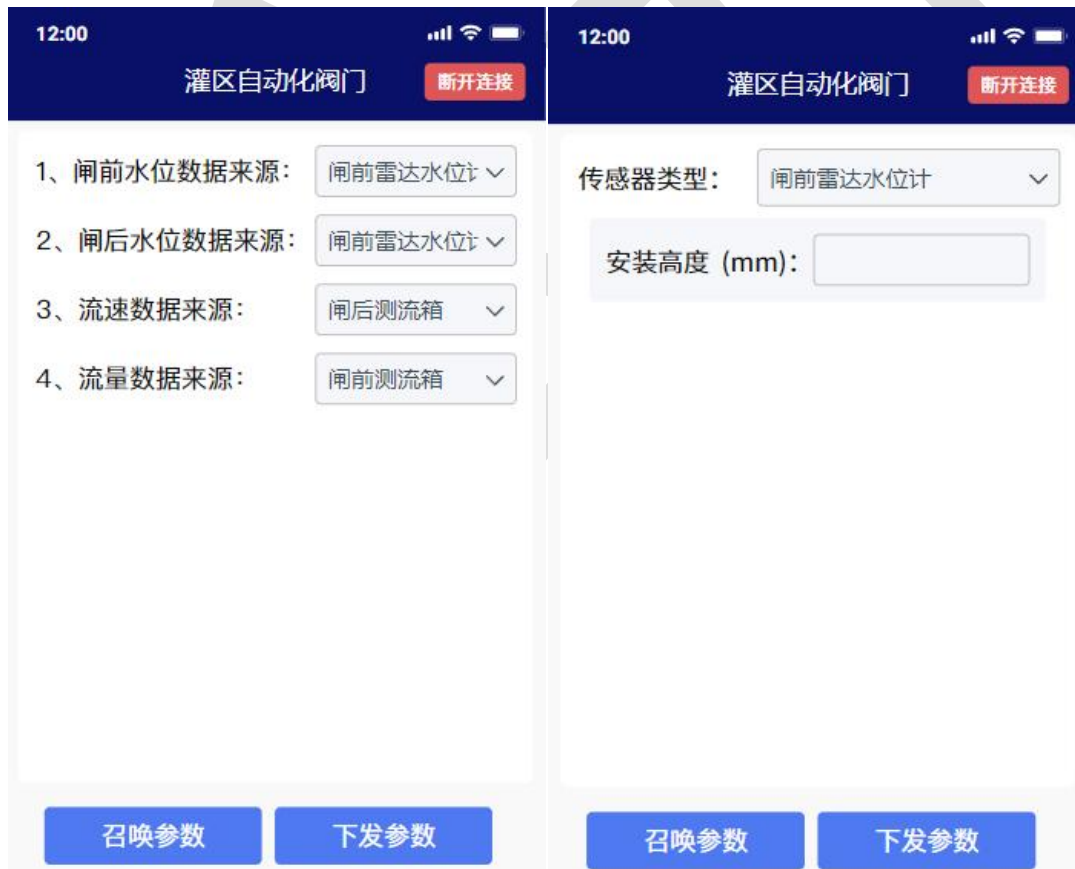 12:00
灌区自动化阀门
断开连接
1、闸前水位数据来源：
闸前雷达水位计
2、闸后水位数据来源：
闸前雷达水位计
3、流速数据来源：
闸后测流箱
4、流量数据来源：
闸前测流箱
召唤参数
下发参数
12:00
灌区自动化阀门
断开连接
传感器类型：
闸前雷达水位计
安装高度 (mm)：
召唤参数
下发参数